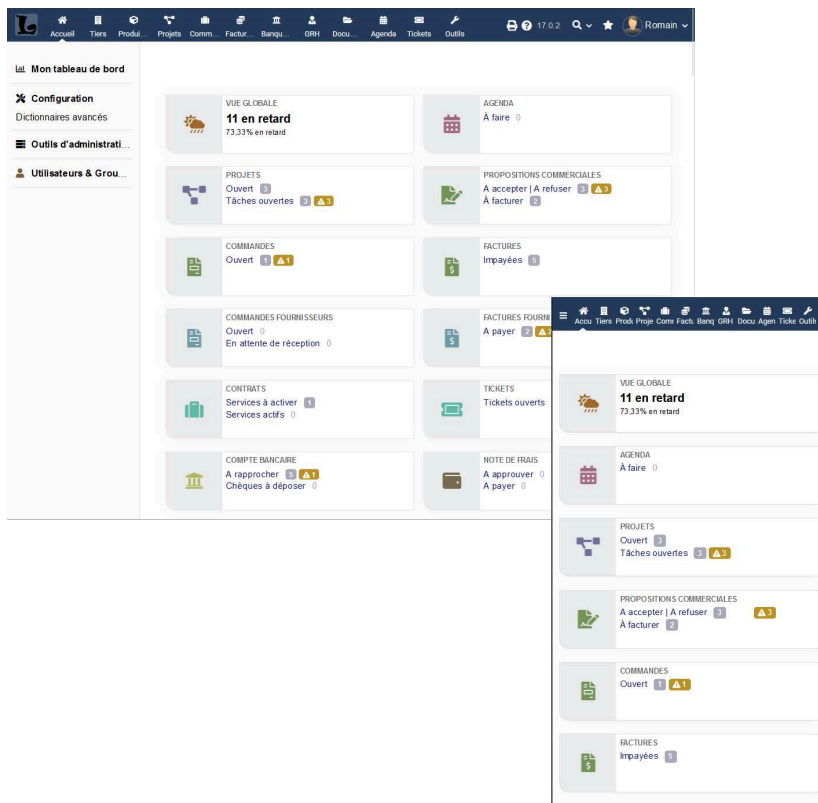 Accueil Tiers Produi... Projets Comm... Factur... Banqu... GRH Docu... Agenda Tickets Outils 17.0.2 Romain
Mon tableau de bord
Configuration
Dictionnaires avancés
Outils d'administrati...
Utilisateurs & Grou...
VUE GLOBALE
11 en retard
73,33% en retard
AGENDA
À faire 0
PROJETS
Ouvert 3
Tâches ouvertes 3 3
PROPOSITIONS COMMERCIALES
A accepter | A refuser 3 3
À facturer 2
COMMANDES
Ouvert 1 1
FACTURES
Impayées 5
COMMANDES FOURNISSEURS
Ouvert 0
En attente de réception 0
FACTURES FOURNI
A payer 2 2
CONTRATS
Services à activer 1
Services actifs 0
TICKETS
Tickets ouverts
COMPTE BANCAIRE
A rapprocher 5 1
Chèques à déposer 0
NOTE DE FRAIS
A approuver 0
A payer 0
Accu Tiers Prod Proje Com Fact Banq GRH Docu Agen Ticke Outils
VUE GLOBALE
11 en retard
73,33% en retard
AGENDA
À faire 0
PROJETS
Ouvert 3
Tâches ouvertes 3 3
PROPOSITIONS COMMERCIALES
A accepter | A refuser 3 3
À facturer 2
COMMANDES
Ouvert 1 1
FACTURES
Impayées 5